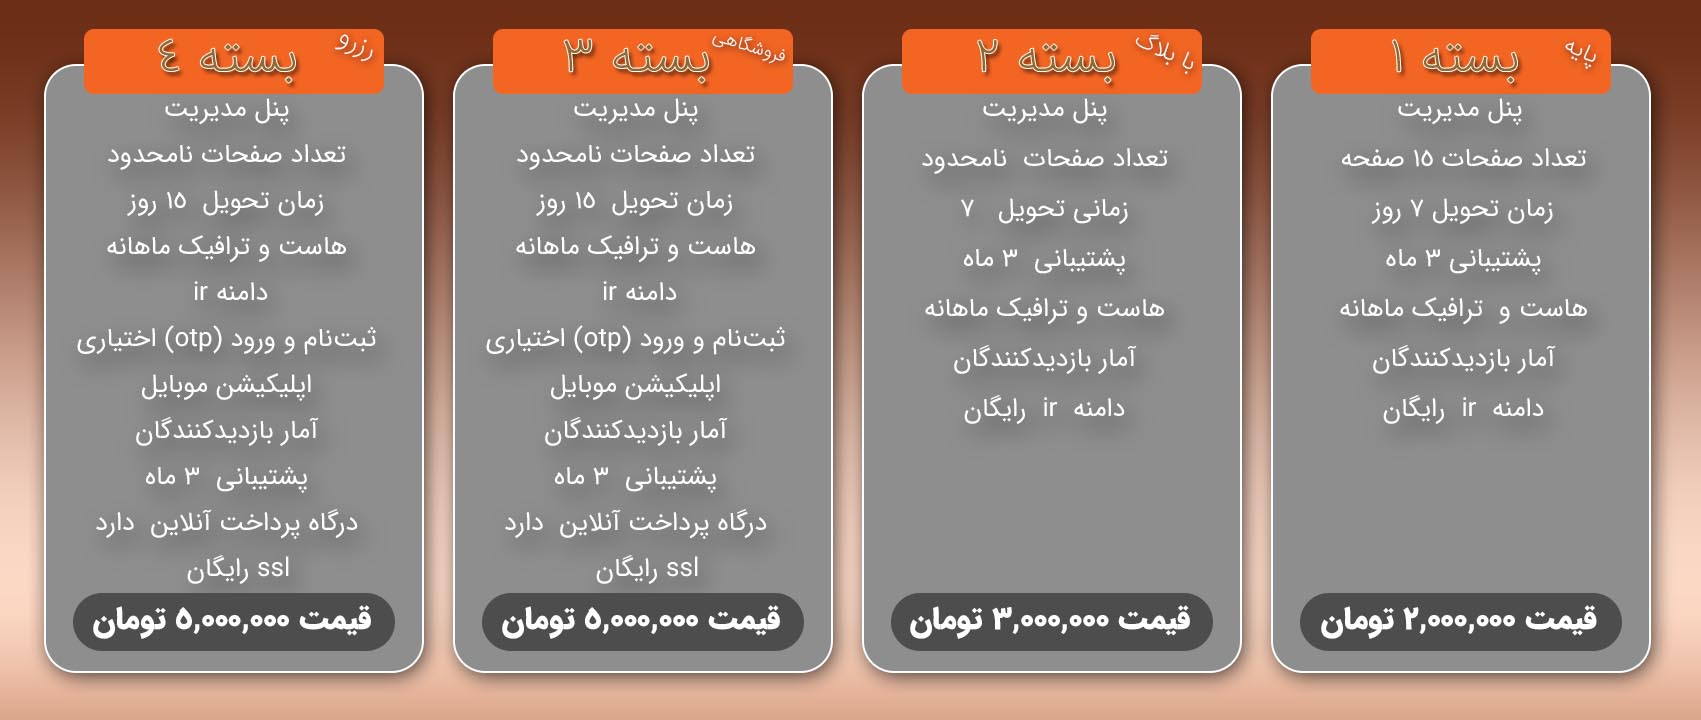 بسته ۱ پایه
پنل مدیریت
تعداد صفحات ۱۵ صفحه
زمان تحویل ۷ روز
پشتیبانی ۳ ماه
هاست و ترافیک ماهانه
آمار بازدیدکنندگان
دامنه ir رایگان
قیمت ۲,۰۰۰,۰۰۰ تومان
بسته ۲ با بلاگ
پنل مدیریت
تعداد صفحات نامحدود
زمانی تحویل ۷
پشتیبانی ۳ ماه
هاست و ترافیک ماهانه
آمار بازدیدکنندگان
دامنه ir رایگان
قیمت ۳,۰۰۰,۰۰۰ تومان
بسته ۳ فروشگاهی
پنل مدیریت
تعداد صفحات نامحدود
زمان تحویل ۱۵ روز
هاست و ترافیک ماهانه
دامنه ir
ثبت‌نام و ورود (otp) اختیاری
اپلیکیشن موبایل
آمار بازدیدکنندگان
پشتیبانی ۳ ماه
درگاه پرداخت آنلاین دارد
ssl رایگان
قیمت ۵,۰۰۰,۰۰۰ تومان
بسته ٤ رزرو
پنل مدیریت
تعداد صفحات نامحدود
زمان تحویل ۱۵ روز
هاست و ترافیک ماهانه
دامنه ir
ثبت‌نام و ورود (otp) اختیاری
اپلیکیشن موبایل
آمار بازدیدکنندگان
پشتیبانی ۳ ماه
درگاه پرداخت آنلاین دارد
ssl رایگان
قیمت ۵,۰۰۰,۰۰۰ تومان